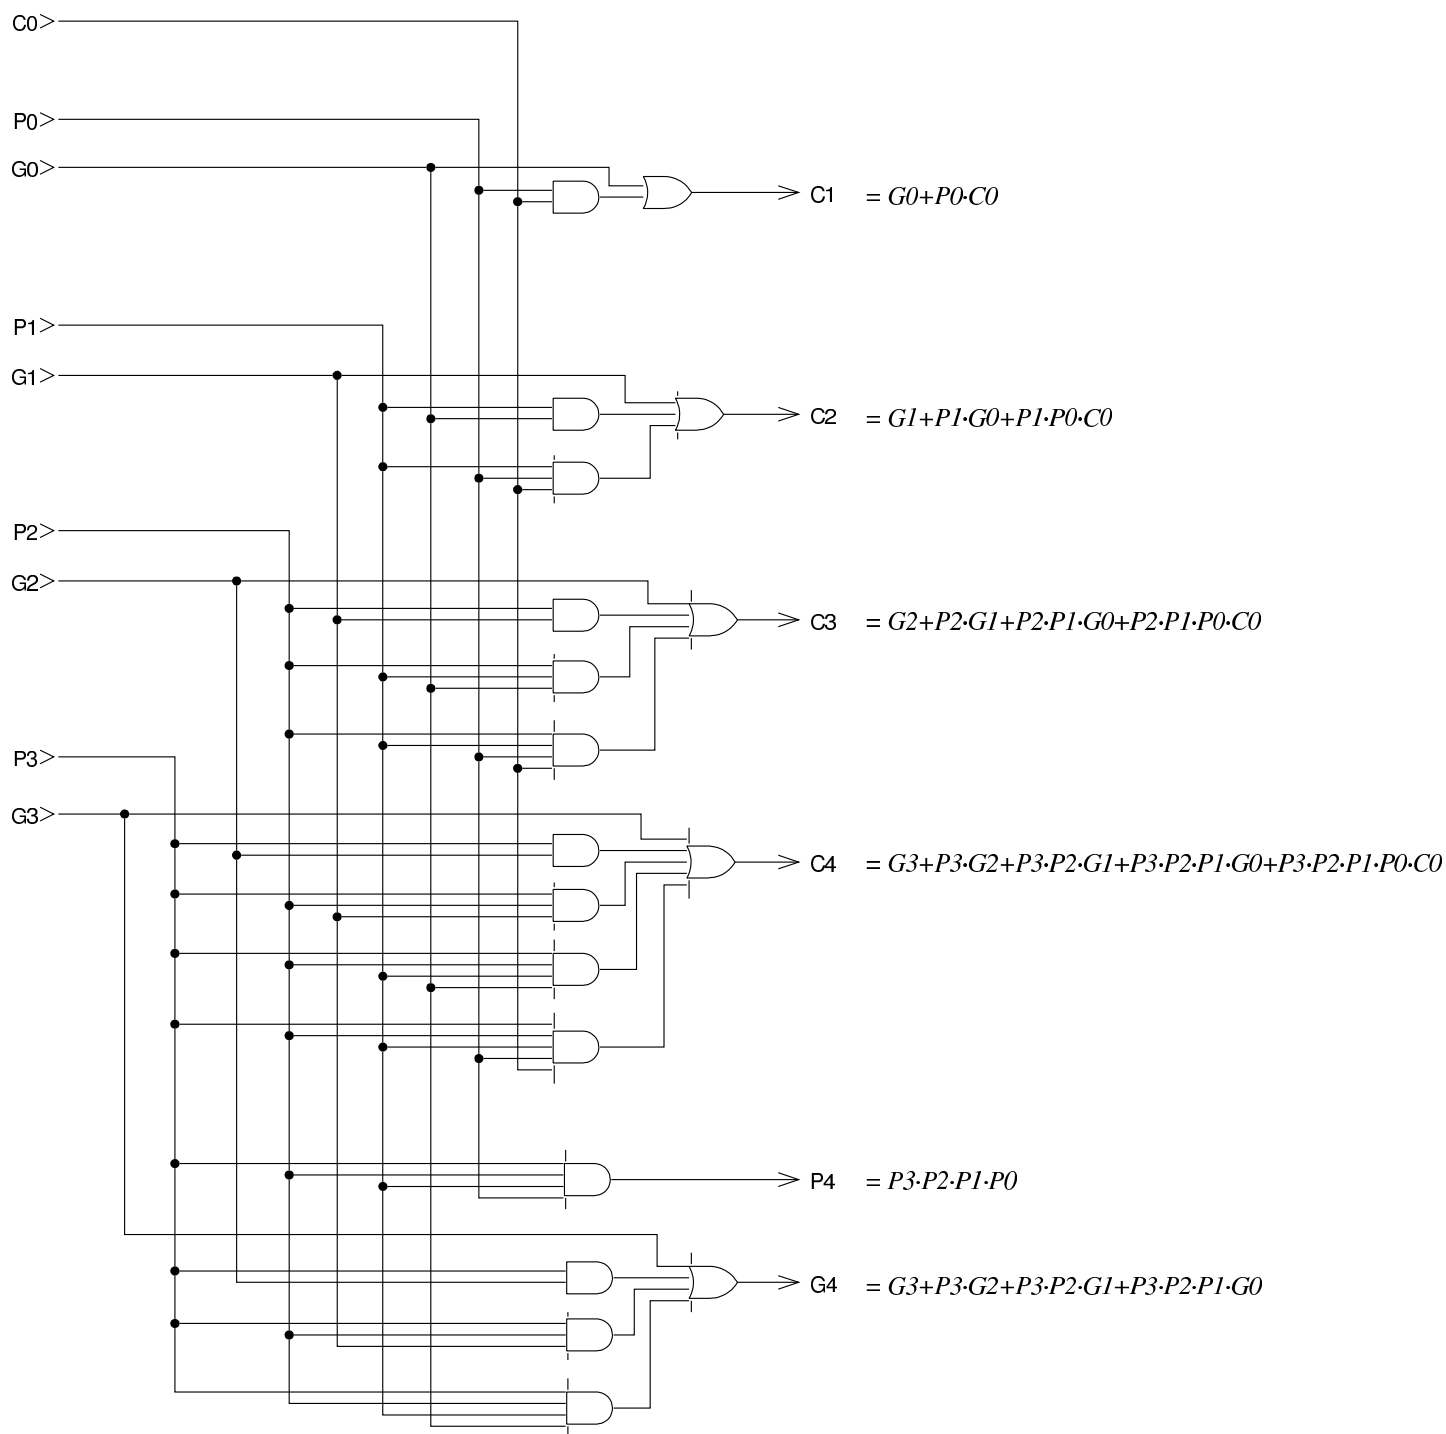 C0
P0
G0
C1 = G0+P0·C0
P1
G1
C2 = G1+P1·G0+P1·P0·C0
P2
G2
C3 = G2+P2·G1+P2·P1·G0+P2·P1·P0·C0
P3
G3
C4 = G3+P3·G2+P3·P2·G1+P3·P2·P1·G0+P3·P2·P1·P0·C0
P4 = P3·P2·P1·P0
G4 = G3+P3·G2+P3·P2·G1+P3·P2·P1·G0